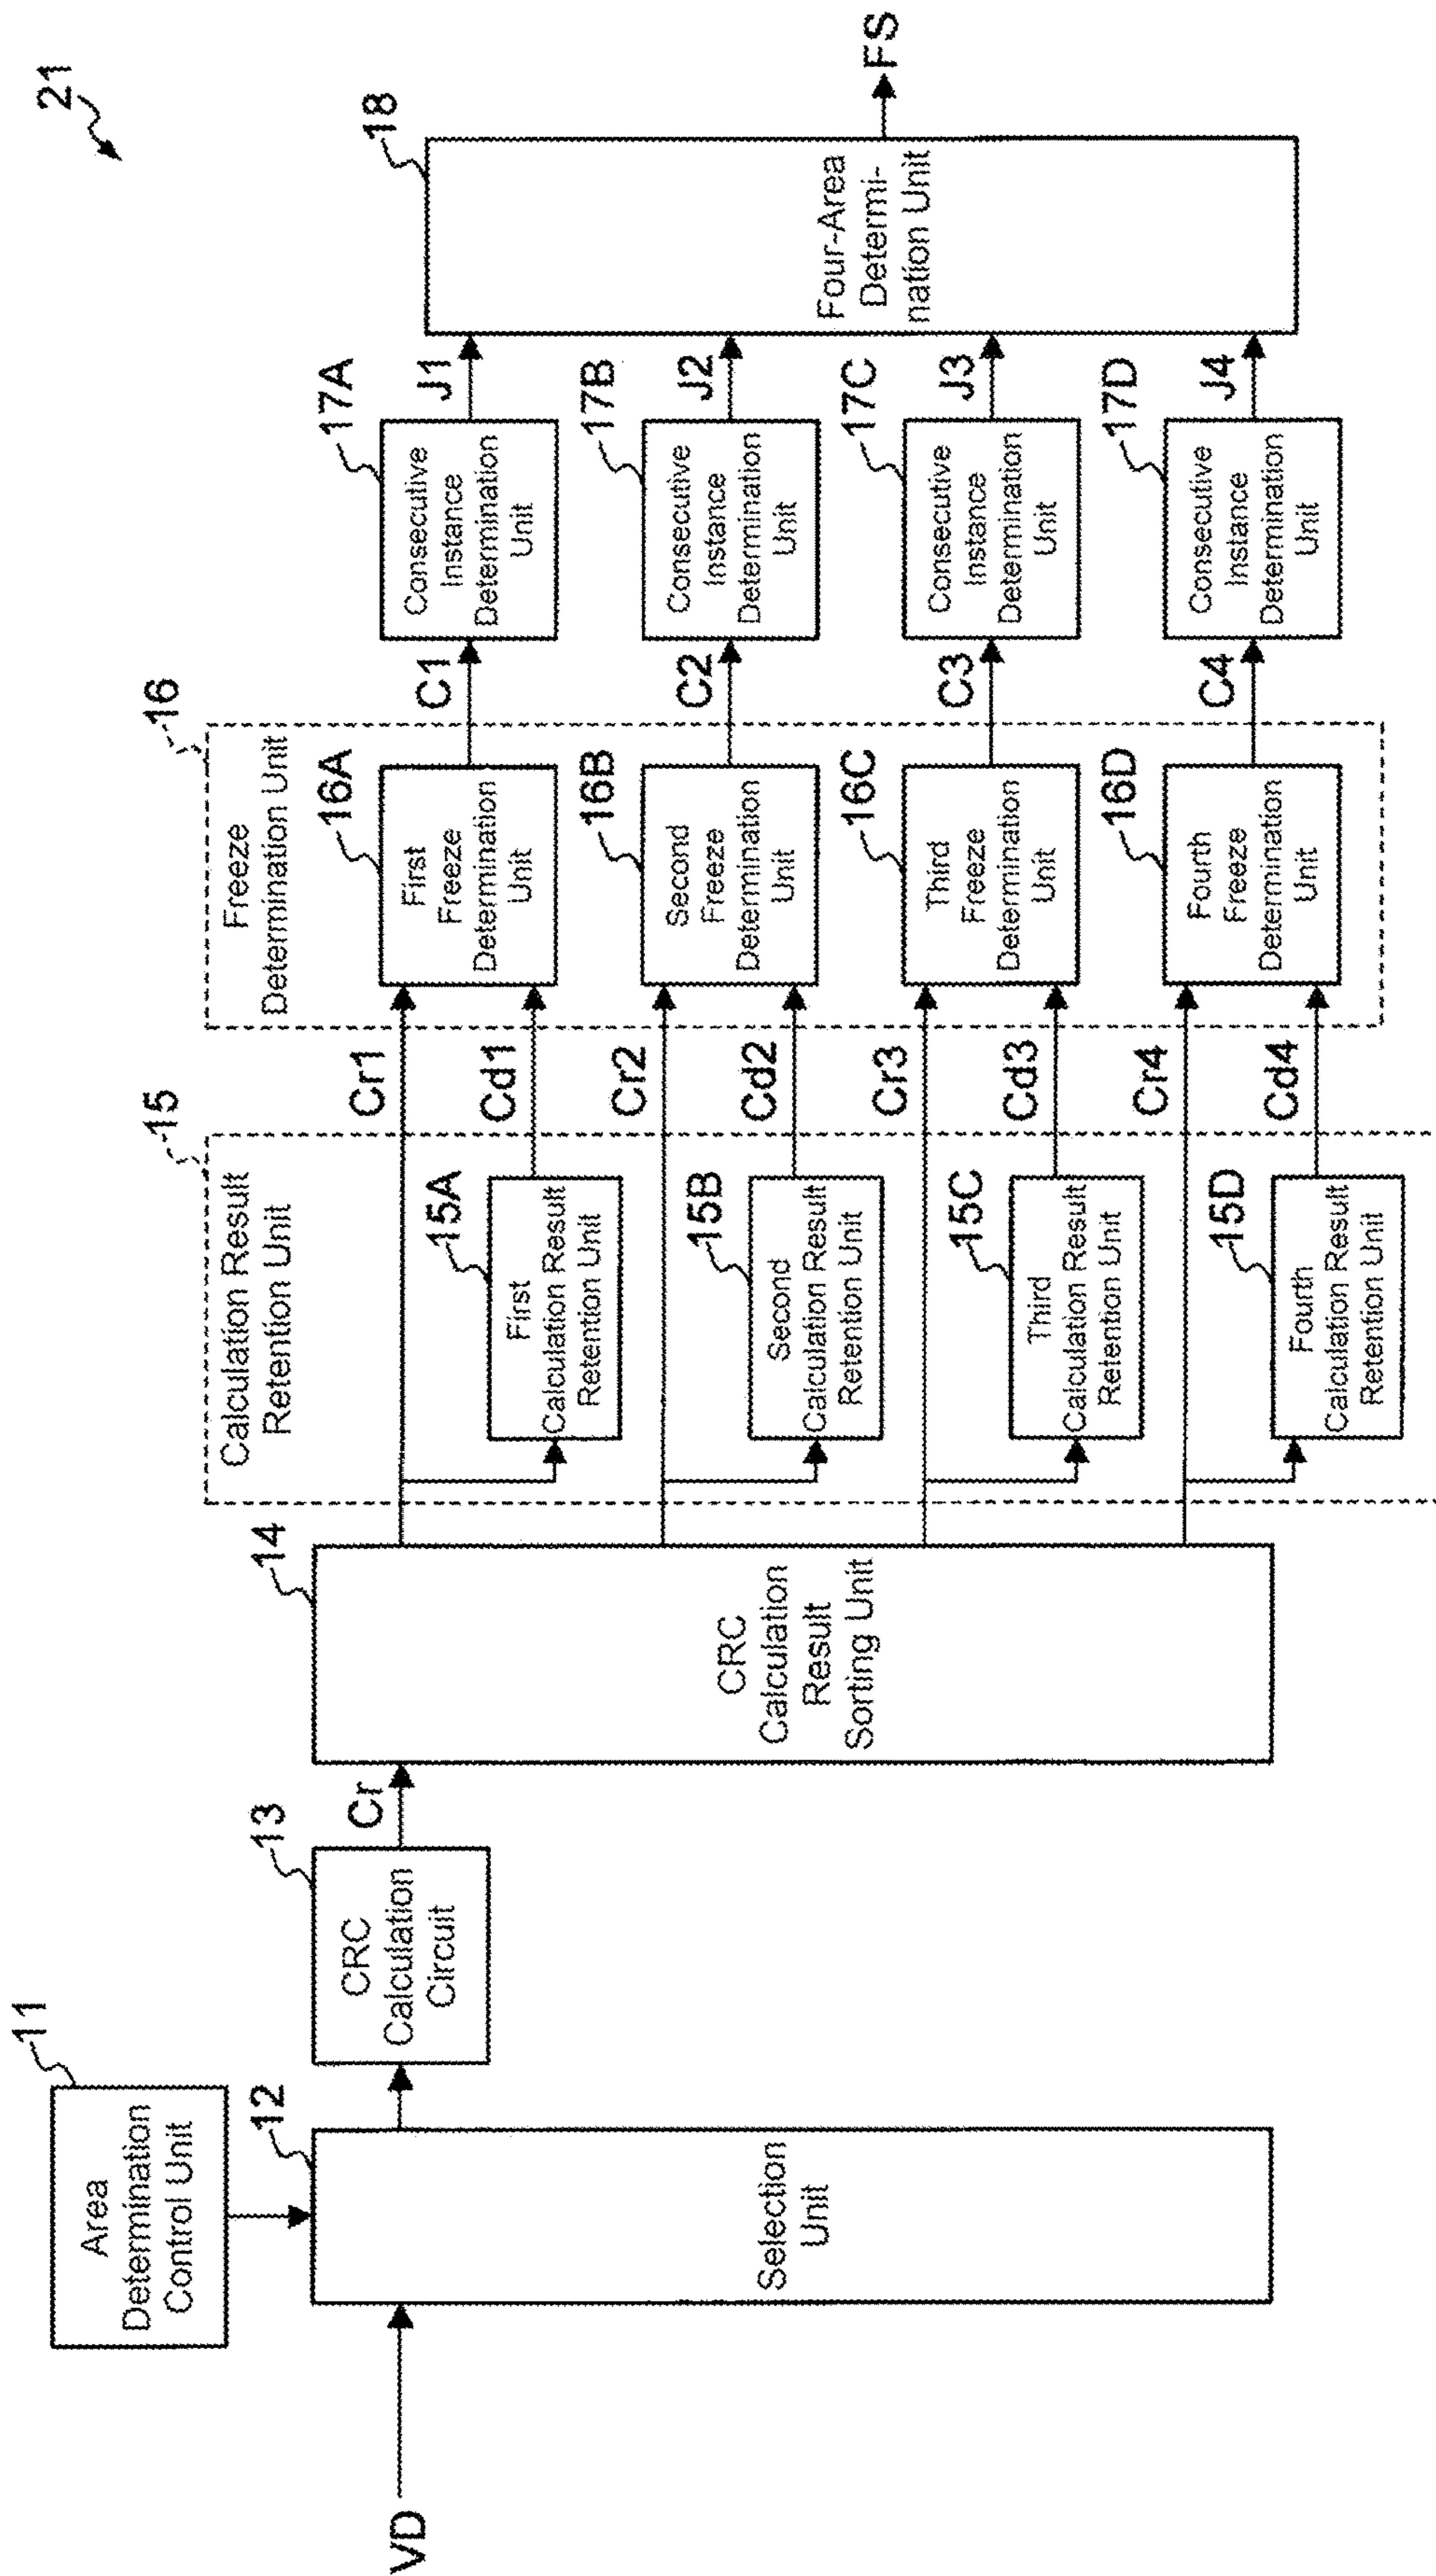 21
VD
11
Area
Determination
Control Unit
12
Selection
Unit
13
CRC
Calculation
Circuit
Cr
14
CRC
Calculation
Result
Sorting Unit
15
Calculation Result
Retention Unit
15A
First
Calculation Result
Retention Unit
15B
Second
Calculation Result
Retention Unit
15C
Third
Calculation Result
Retention Unit
15D
Fourth
Calculation Result
Retention Unit
Cr1
Cd1
Cr2
Cd2
Cr3
Cd3
Cr4
Cd4
16
Freeze
Determination Unit
16A
First
Freeze
Determination
Unit
16B
Second
Freeze
Determination
Unit
16C
Third
Freeze
Determination
Unit
16D
Fourth
Freeze
Determination
Unit
C1
C2
C3
C4
17A
Consecutive
Instance
Determination
Unit
17B
Consecutive
Instance
Determination
Unit
17C
Consecutive
Instance
Determination
Unit
17D
Consecutive
Instance
Determination
Unit
J1
J2
J3
J4
18
Four-Area
Determi-
nation Unit
FS